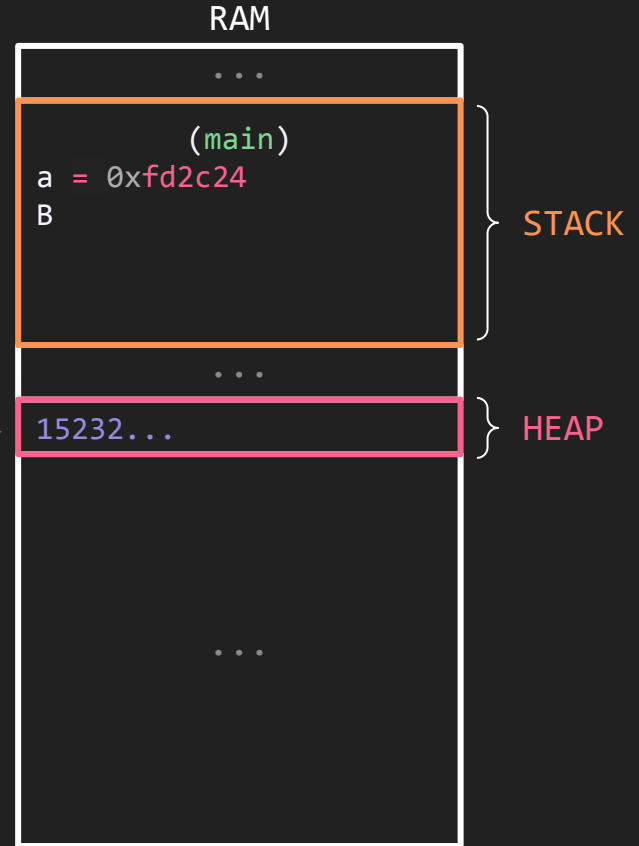 RAM
...
(main)
a = 0xfd2c24
B
STACK
...
15232...
HEAP
...